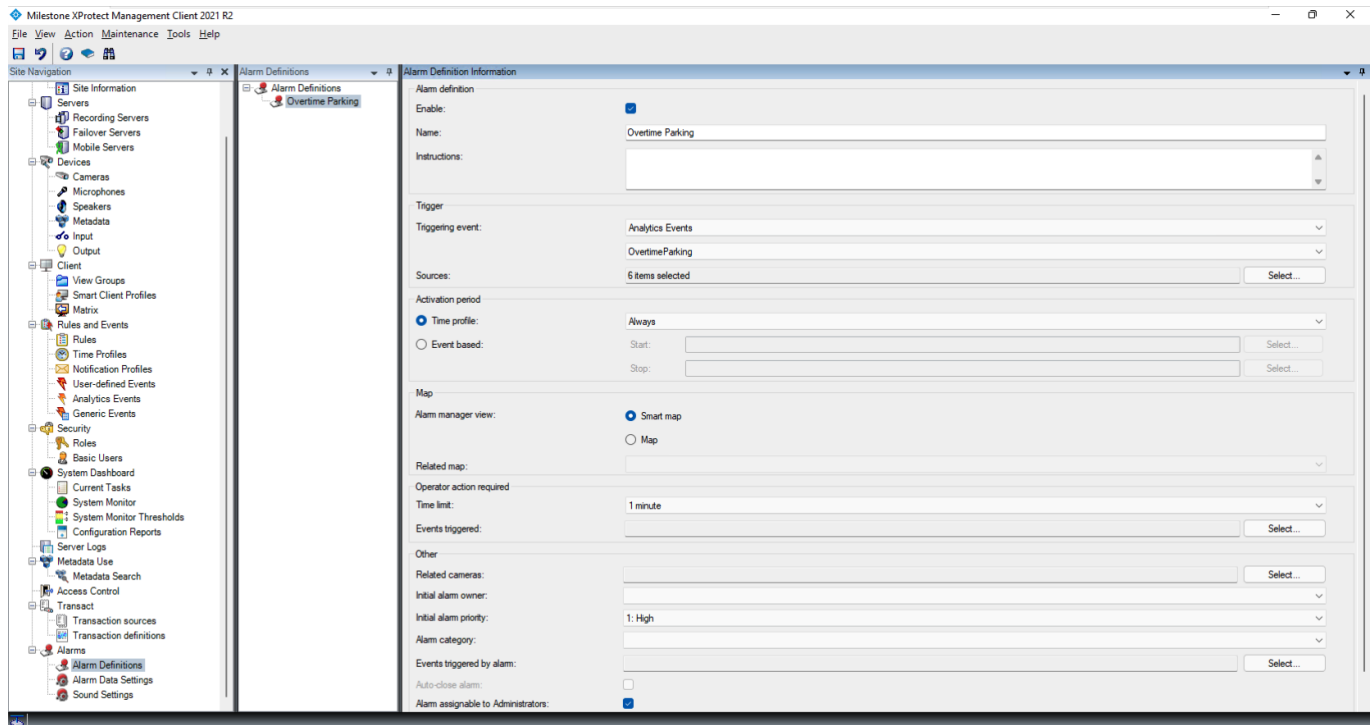 Milestone XProtect Management Client 2021 R2
File View Action Maintenance Tools Help
Site Navigation
Site Information
Servers
Recording Servers
Failover Servers
Mobile Servers
Devices
Cameras
Microphones
Speakers
Metadata
Input
Output
Client
View Groups
Smart Client Profiles
Matrix
Rules and Events
Rules
Time Profiles
Notification Profiles
User-defined Events
Analytics Events
Generic Events
Security
Roles
Basic Users
System Dashboard
Current Tasks
System Monitor
System Monitor Thresholds
Configuration Reports
Server Logs
Metadata Use
Metadata Search
Access Control
Transact
Transaction sources
Transaction definitions
Alarms
Alarm Definitions
Alarm Data Settings
Sound Settings
Alarm Definitions
Alarm Definitions
Overtime Parking
Alarm Definition Information
Alarm definition
Enable:
Name: Overtime Parking
Instructions:
Trigger
Triggering event: Analytics Events
OvertimeParking
Sources: 6 items selected Select...
Activation period
Time profile: Always
Event based: Start: Select...
Stop: Select...
Map
Alarm manager view: Smart map
Map
Related map:
Operator action required
Time limit: 1 minute
Events triggered: Select...
Other
Related cameras: Select...
Initial alarm owner:
Initial alarm priority: 1: High
Alarm category:
Events triggered by alarm: Select...
Auto-close alarm:
Alarm assignable to Administrators: